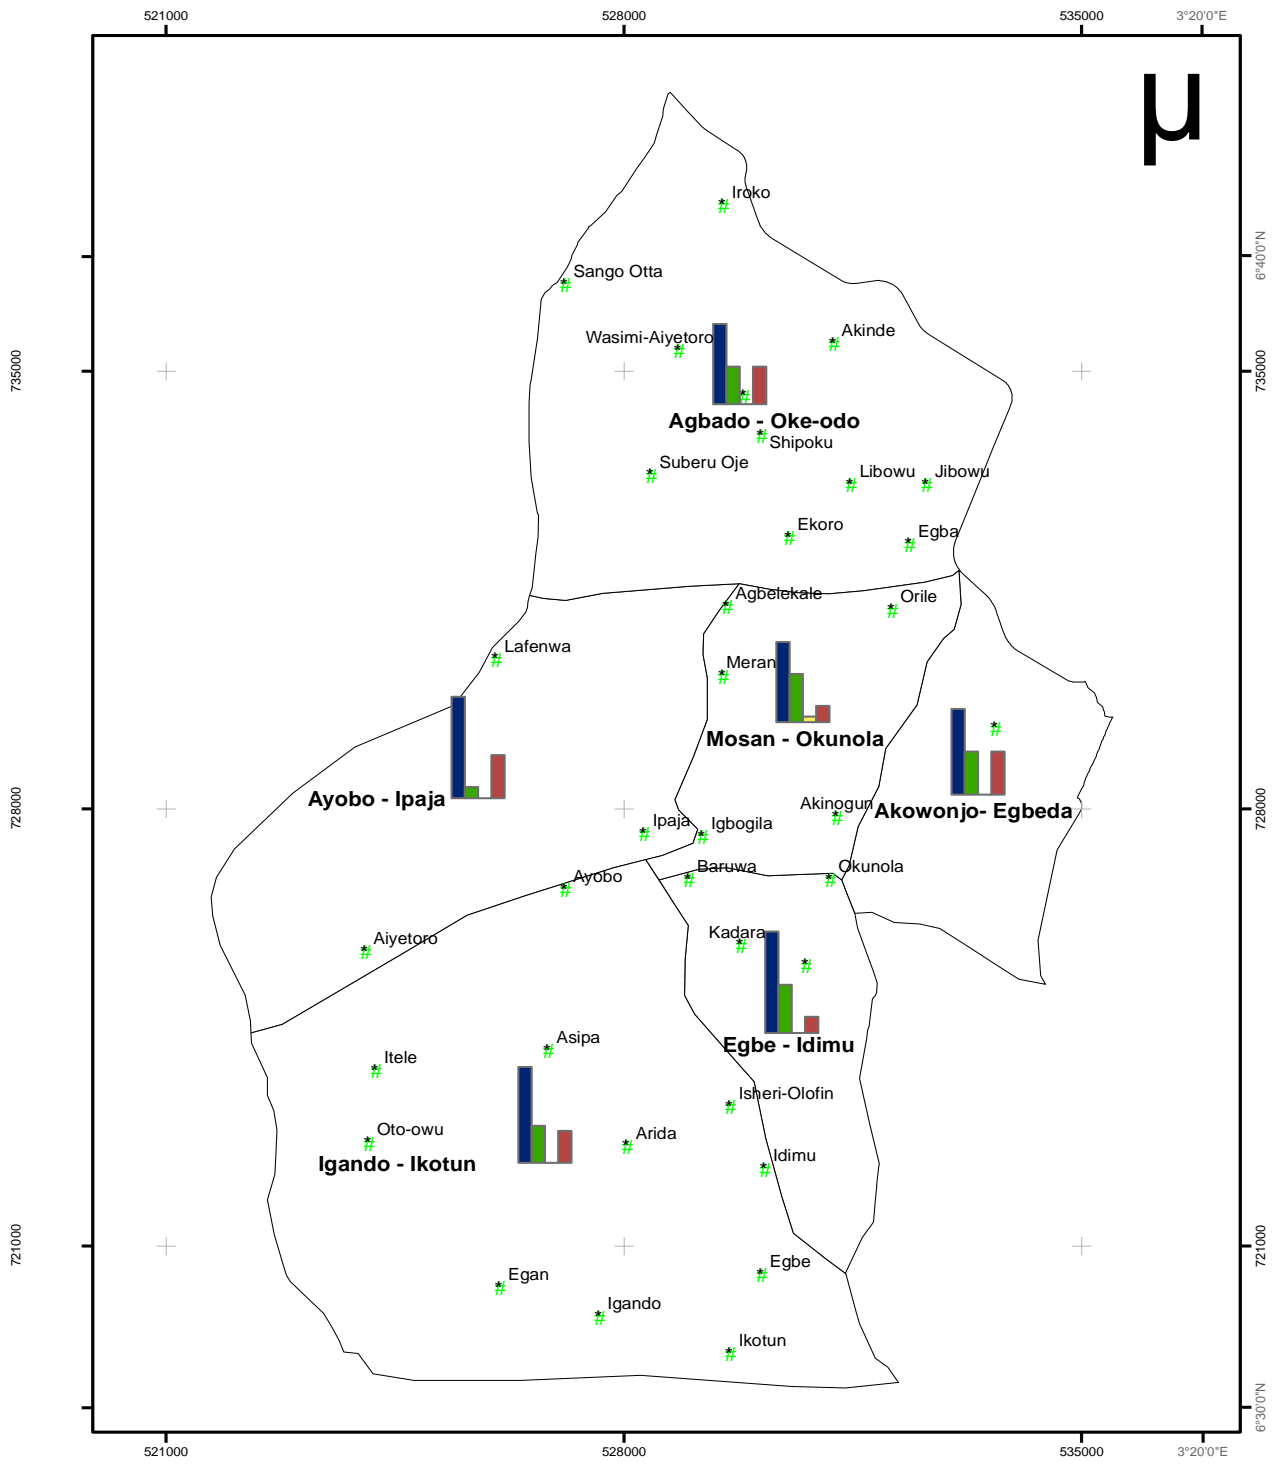 521000 528000 535000 3°20'0"E
µ
Iroko
6°40'0"N
Sango Otta
Wasimi-Aiyetoro
Akinde
735000 735000
Agbado - Oke-odo
Shipoku
Suberu Oje
Libowu
Jibowu
Ekoro
Egba
Agbelekale
Orile
Lafenwa
Meran
Mosan - Okunola
Ayobo - Ipaja
728000 728000
Akinogun
Akowonjo- Egbeda
Ipaja
Igbogila
Baruwa
Okunola
Ayobo
Kadara
Aiyetoro
Asipa
Egbe - Idimu
Itele
Isheri-Olofin
Oto-owu
Arida
Igando - Ikotun
Idimu
721000 721000
Egbe
Egan
Igando
Ikotun
6°30'0"N
521000 528000 535000 3°20'0"E